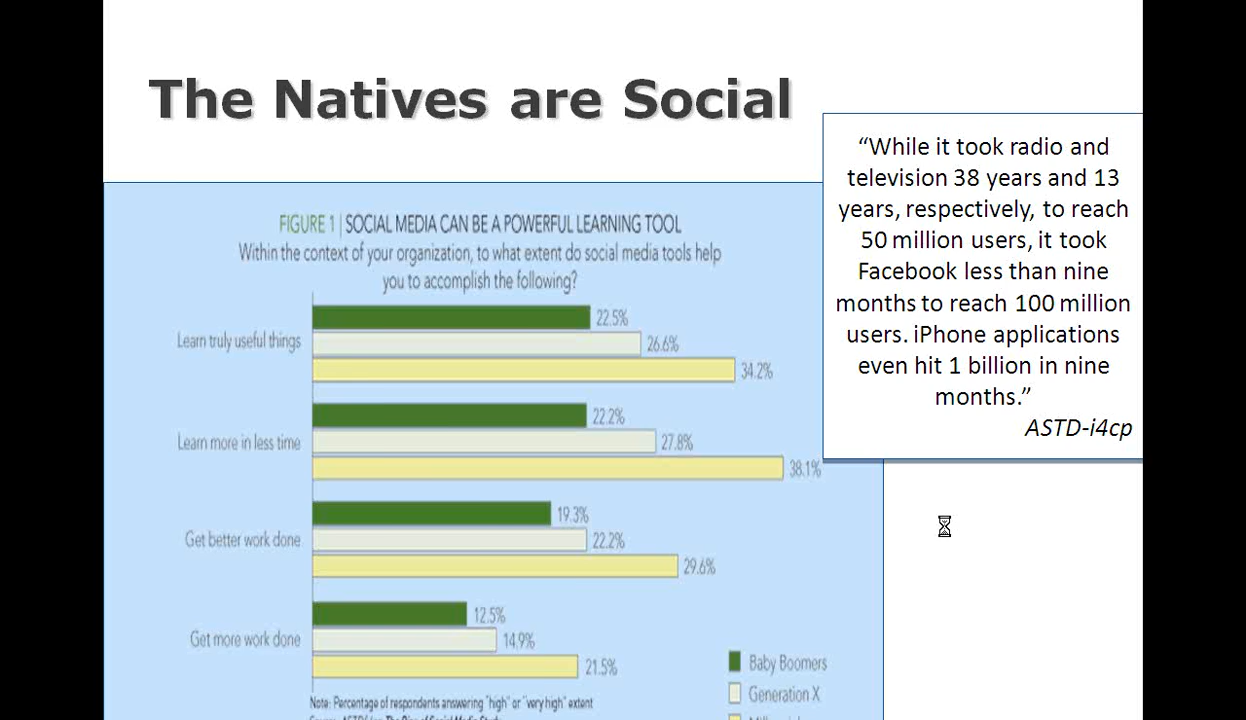 The Natives are Social
“While it took radio and
television 38 years and 13
years, respectively, to reach
50 million users, it took
Facebook less than nine
months to reach 100 million
users. iPhone applications
even hit 1 billion in nine
months.”
ASTD-i4cp
FIGURE 1 | SOCIAL MEDIA CAN BE A POWERFUL LEARNING TOOL
Within the context of your organization, to what extent do social media tools help
you to accomplish the following?
22.5%
Learn truly useful things
26.6%
34.2%
22.2%
Learn more in less time
27.8%
38.1%
19.3%
Get better work done
22.2%
29.6%
12.5%
Get more work done
14.9%
21.5%
Baby Boomers
Generation X
Note: Percentage of respondents answering "high" or "very high" extent